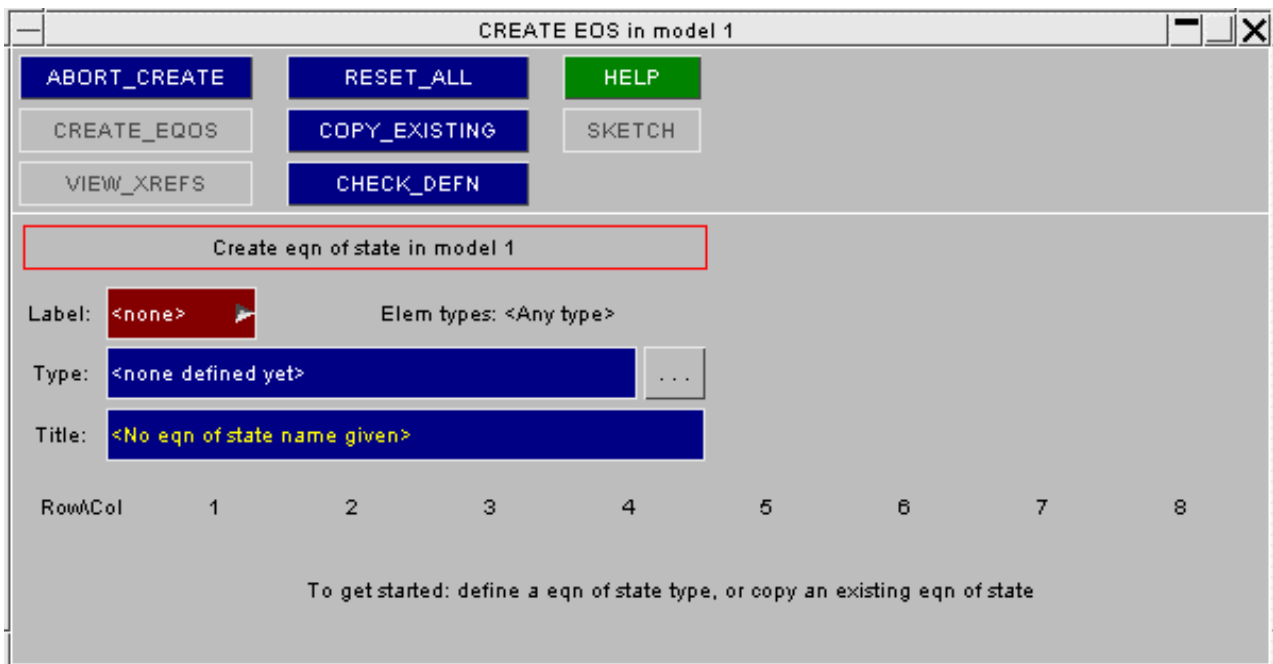 CREATE EOS in model 1
ABORT_CREATE RESET_ALL HELP
CREATE_EQOS COPY_EXISTING SKETCH
VIEW_XREFS CHECK_DEFN
Create eqn of state in model 1
Label: <none> Elem types: <Any type>
Type: <none defined yet> ...
Title: <No eqn of state name given>
Row\Col 1 2 3 4 5 6 7 8
To get started: define a eqn of state type, or copy an existing eqn of state